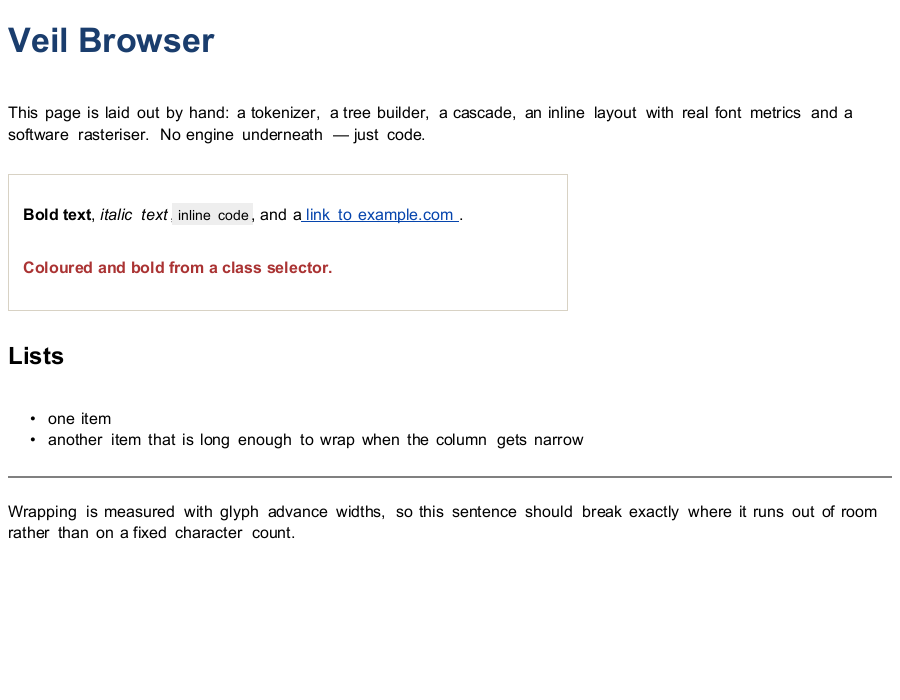 Veil Browser
This page is laid out by hand: a tokenizer, a tree builder, a cascade, an inline layout with real font metrics and a
software rasteriser. No engine underneath — just code.
Bold text, italic text, inline code, and a link to example.com .
Coloured and bold from a class selector.
Lists
• one item
• another item that is long enough to wrap when the column gets narrow
Wrapping is measured with glyph advance widths, so this sentence should break exactly where it runs out of room
rather than on a fixed character count.